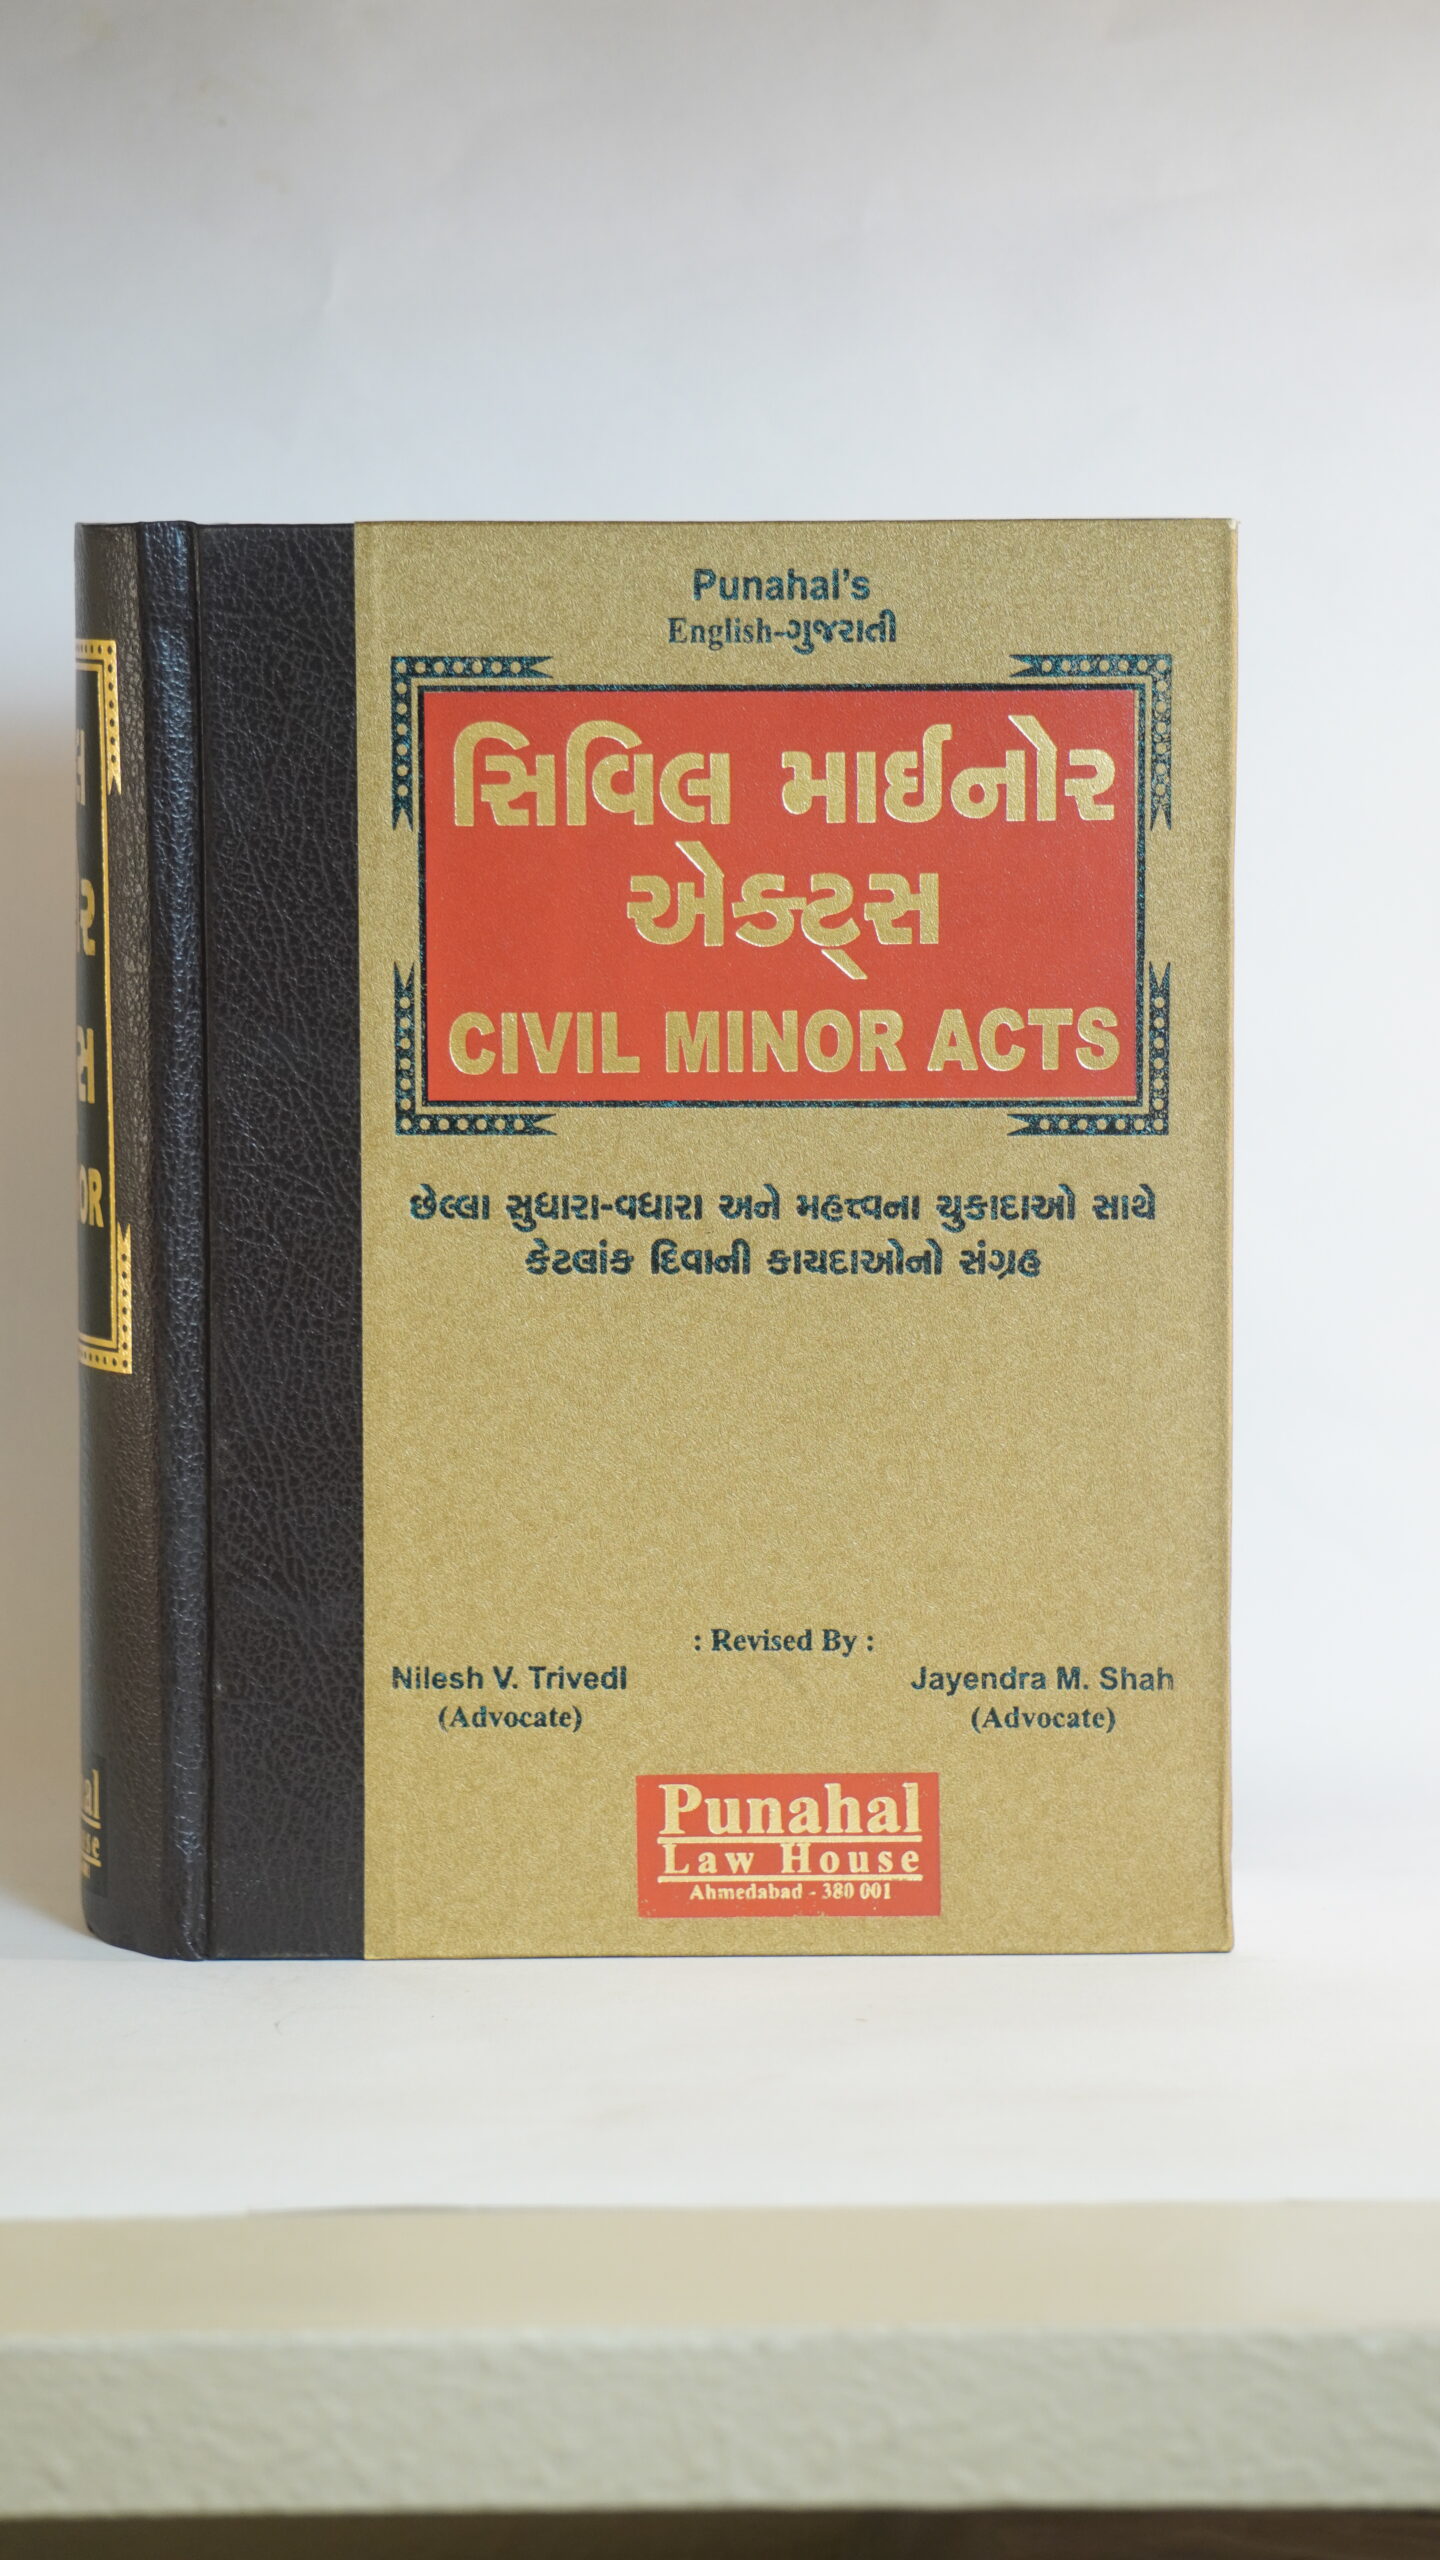 Punahal's
English-ગુજરાતી
સિવિલ માઈનોર
એક્ટ્સ
CIVIL MINOR ACTS
છેલ્લા સુધારા-વધારા અને મહત્ત્વના ચુકાદાઓ સાથે
કેટલાંક દિવાની કાયદાઓનો સંગ્રહ
: Revised By :
Nilesh V. Trivedi
Jayendra M. Shah
(Advocate)
(Advocate)
Punahal
Law House
Ahmedabad - 380 001